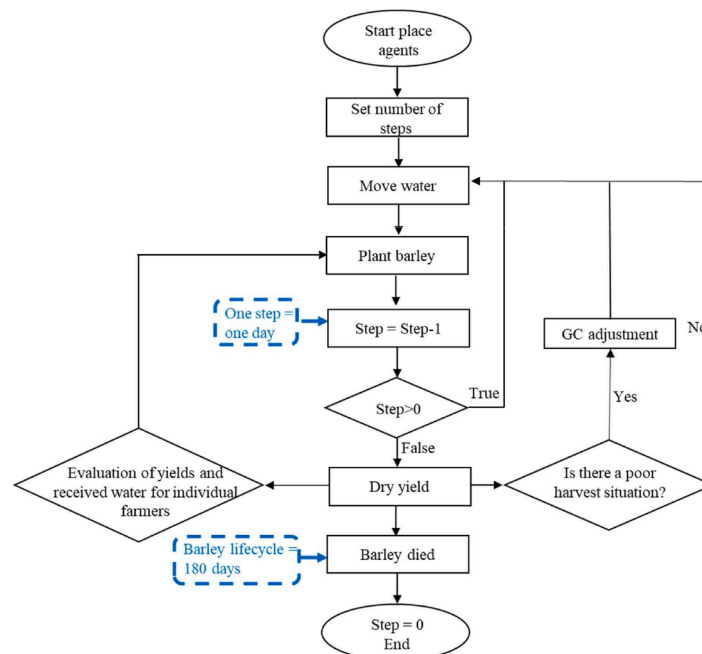 Start place
agents
Set number of
steps
Move water
Plant barley
One step =
one day
Step = Step-1
GC adjustment
No
True
Yes
Step>0
False
Evaluation of yields and
received water for individual
farmers
Dry yield
Is there a poor
harvest situation?
Barley lifecycle =
180 days
Barley died
Step = 0
End